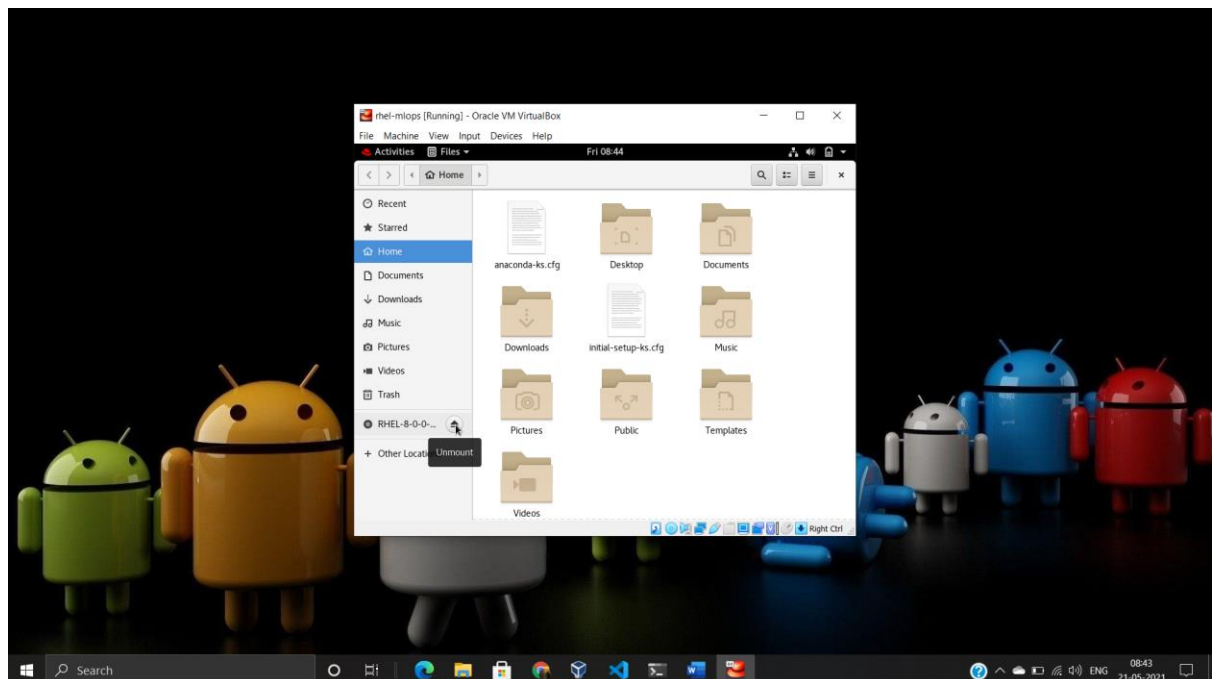 rhel-mlops [Running] - Oracle VM VirtualBox
File Machine View Input Devices Help
Activities Files Fri 08:44
Home
Recent
Starred
Home
Documents
Downloads
Music
Pictures
Videos
Trash
RHEL-8-0-0-...
Unmount
+ Other Locati
anaconda-ks.cfg Desktop Documents
Downloads initial-setup-ks.cfg Music
Pictures Public Templates
Videos
Right Ctrl
Search
ENG
08:43
21-05-2021